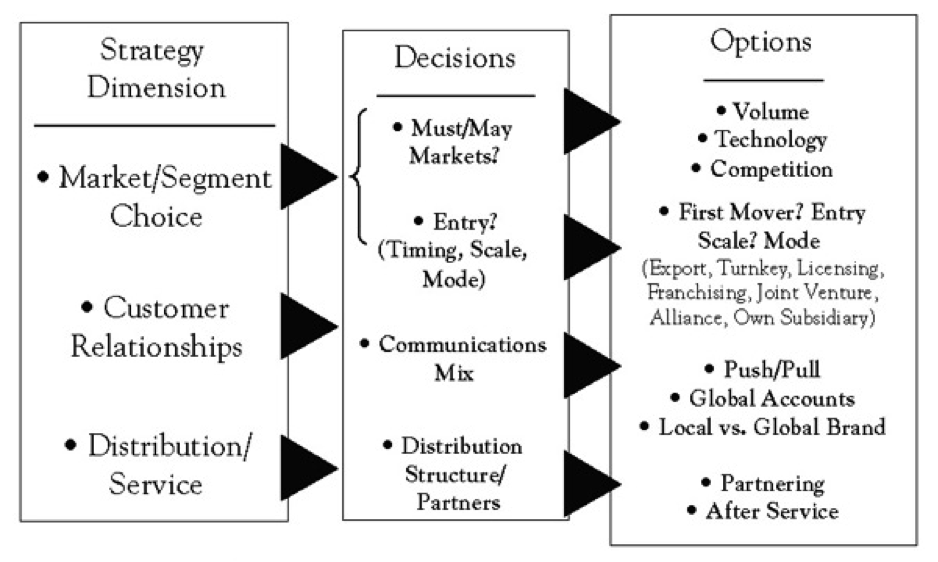 Strategy
Dimension
• Market/Segment
Choice
• Customer
Relationships
• Distribution/
Service
Decisions
• Must/May
Markets?
• Entry?
(Timing, Scale,
Mode)
• Communications
Mix
• Distribution
Structure/
Partners
Options
• Volume
• Technology
• Competition
• First Mover? Entry
Scale? Mode
(Export, Turnkey, Licensing,
Franchising, Joint Venture,
Alliance, Own Subsidiary)
• Push/Pull
• Global Accounts
• Local vs. Global Brand
• Partnering
• After Service